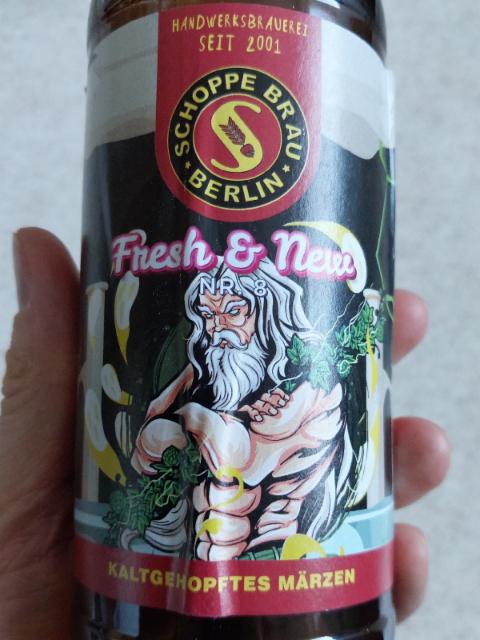 HANDWERKSBRAUEREI
SEIT 2001
SCHOPPE BRÄU
BERLIN
S
Fresh & New
NR. 8
KALTGEHOPFTES MÄRZEN